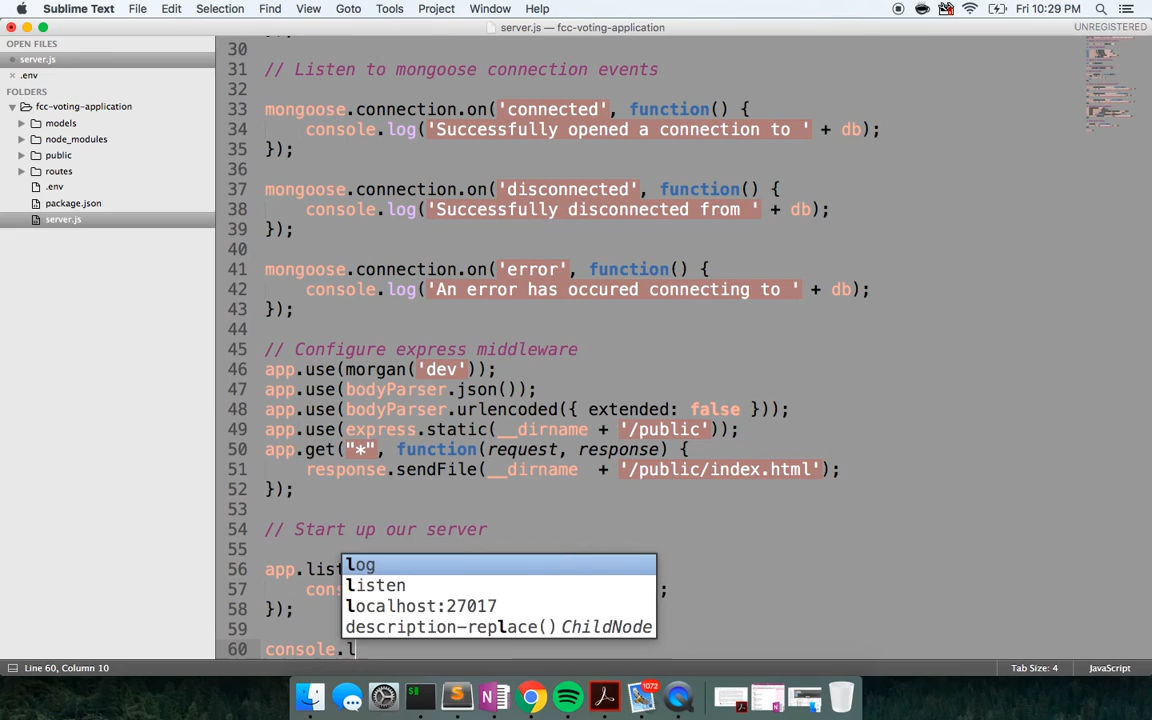 Sublime Text File Edit Selection Find View Goto Tools Project Window Help Fri 10:29 PM
server.js — fcc-voting-application UNREGISTERED
OPEN FILES
server.js
.env
FOLDERS
fcc-voting-application
models
node_modules
public
routes
.env
package.json
server.js
30
31 // Listen to mongoose connection events
32
33 mongoose.connection.on('connected', function() {
34 console.log('Successfully opened a connection to ' + db);
35 });
36
37 mongoose.connection.on('disconnected', function() {
38 console.log('Successfully disconnected from ' + db);
39 });
40
41 mongoose.connection.on('error', function() {
42 console.log('An error has occured connecting to ' + db);
43 });
44
45 // Configure express middleware
46 app.use(morgan('dev'));
47 app.use(bodyParser.json());
48 app.use(bodyParser.urlencoded({ extended: false }));
49 app.use(express.static(__dirname + '/public'));
50 app.get("*", function(request, response) {
51 response.sendFile(__dirname + '/public/index.html');
52 });
53
54 // Start up our server
55
56 app.list
57 con ;
58 });
59
60 console.l
log
listen
localhost:27017
description-replace() ChildNode
Line 60, Column 10 Tab Size: 4 JavaScript
1072